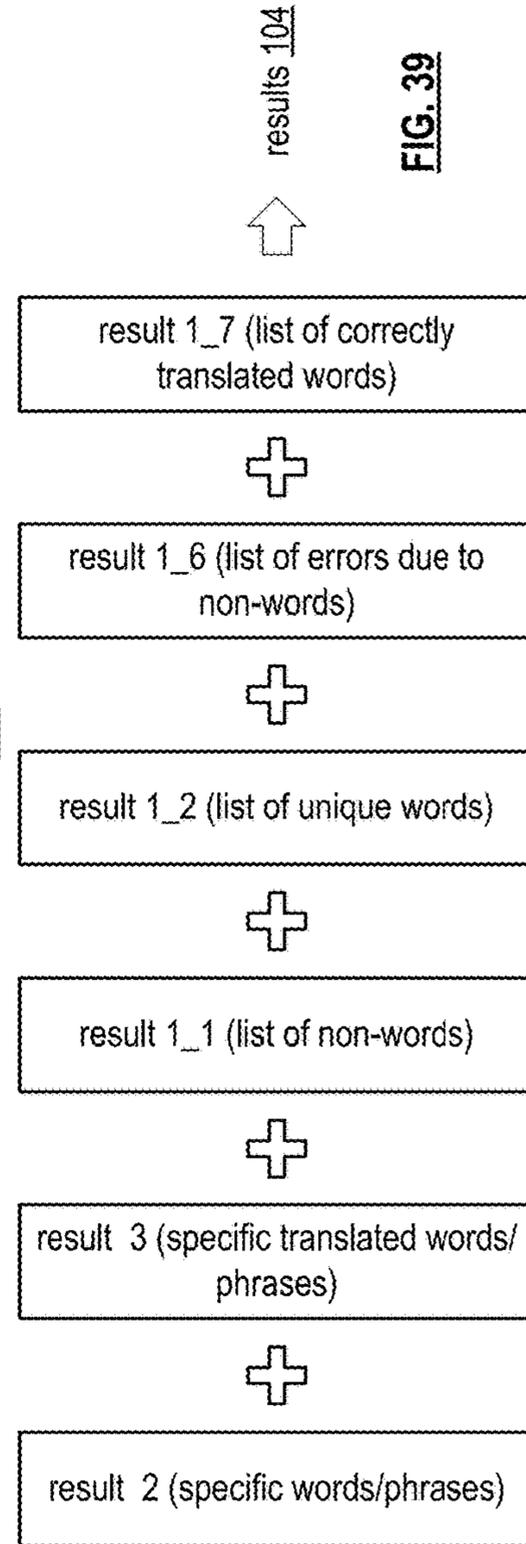 results 104
FIG. 39
result 1_7 (list of correctly
translated words)
result 1_6 (list of errors due to
non-words)
result 1_2 (list of unique words)
result 1_1 (list of non-words)
result 3 (specific translated words/
phrases)
result 2 (specific words/phrases)